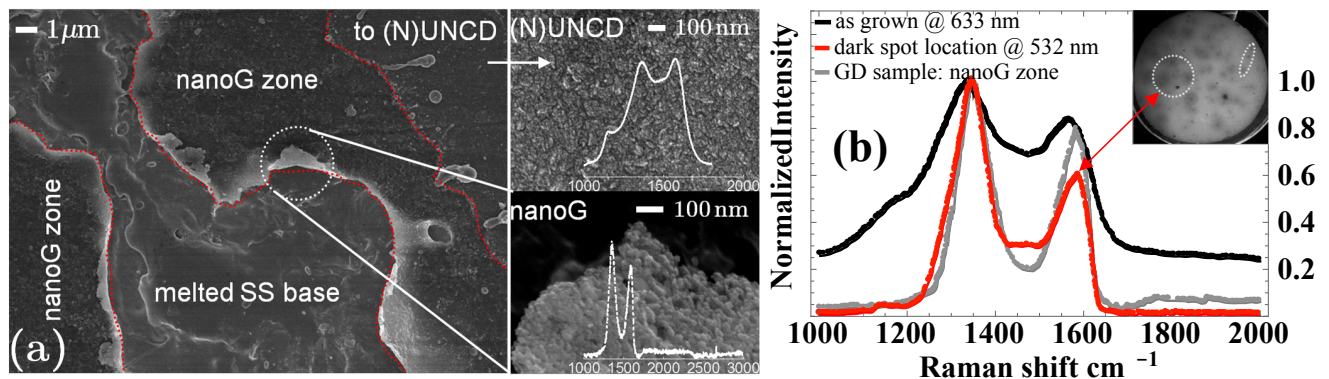 1μm
to (N)UNCD
nanoG zone
nanoG zone
melted SS base
(a)
(N)UNCD
100 nm
1000 1600 2000
nanoG
100 nm
1000 1500 2000 2500 3000
as grown @ 633 nm
dark spot location @ 532 nm
GD sample: nanoG zone
(b)
NormalizedIntensity
1.0
0.8
0.6
0.4
0.2
1000 1200 1400 1600 1800 2000
Raman shift cm ⁻¹